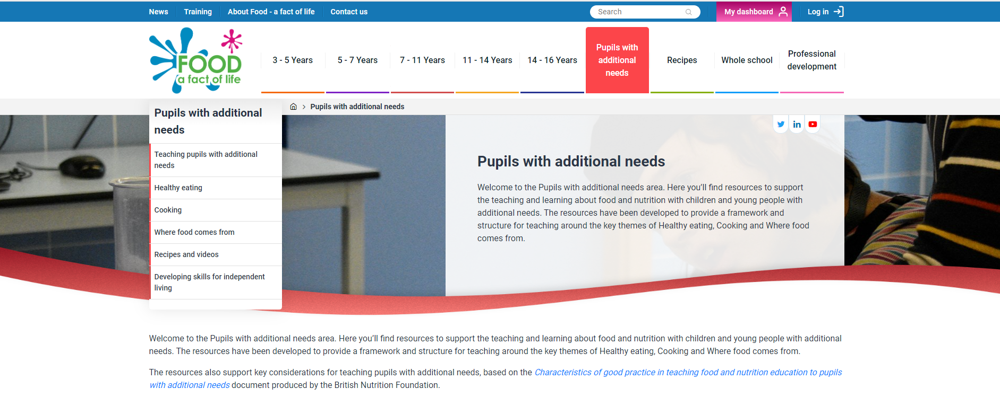 News
Training
About Food - a fact of life
Contact us
Search
My dashboard
Log in
FOOD
a fact of life
3 - 5 Years
5 - 7 Years
7 - 11 Years
11 - 14 Years
14 - 16 Years
Pupils with
additional
needs
Recipes
Whole school
Professional
development
Pupils with additional needs
Pupils with additional
needs
Teaching pupils with additional
needs
Healthy eating
Cooking
Where food comes from
Recipes and videos
Developing skills for independent
living
in
Pupils with additional needs
Welcome to the Pupils with additional needs area. Here you’ll find resources to support
the teaching and learning about food and nutrition with children and young people with
additional needs. The resources have been developed to provide a framework and
structure for teaching around the key themes of Healthy eating, Cooking and Where food
comes from.
Welcome to the Pupils with additional needs area. Here you’ll find resources to support the teaching and learning about food and nutrition with children and young people with additional
needs. The resources have been developed to provide a framework and structure for teaching around the key themes of Healthy eating, Cooking and Where food comes from.
The resources also support key considerations for teaching pupils with additional needs, based on the Characteristics of good practice in teaching food and nutrition education to pupils
with additional needs document produced by the British Nutrition Foundation.